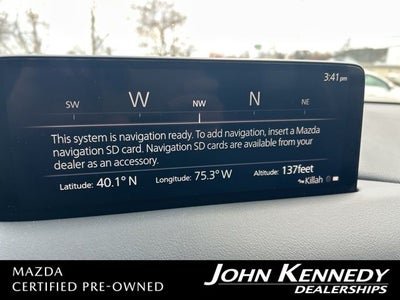 3:41 pm
SW W NW N NE
This system is navigation ready. To add navigation, insert a Mazda
navigation SD card. Navigation SD cards are available from your
dealer as an accessory.
Latitude: 40.1° N Longitude: 75.3° W Altitude: 137feet
Killah
MAZDA
CERTIFIED PRE-OWNED
JOHN KENNEDY
DEALERSHIPS